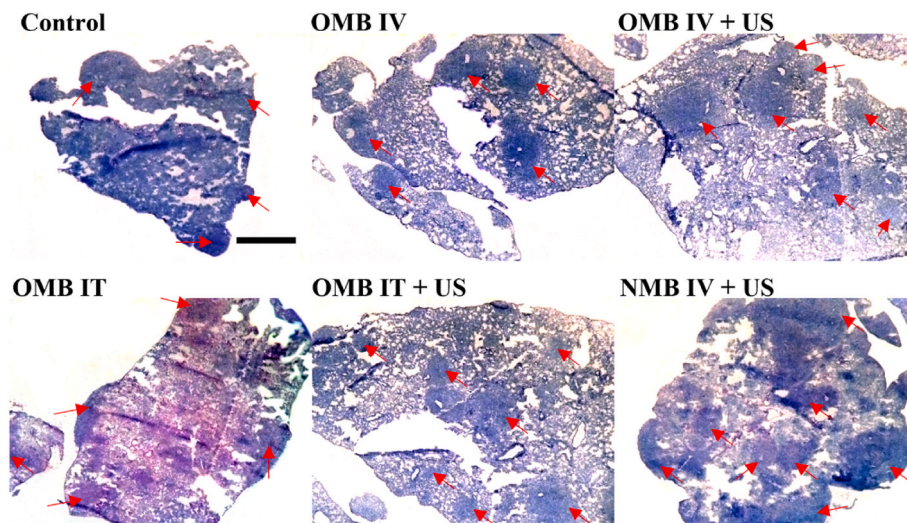 Control
OMB IV
OMB IV + US
OMB IT
OMB IT + US
NMB IV + US